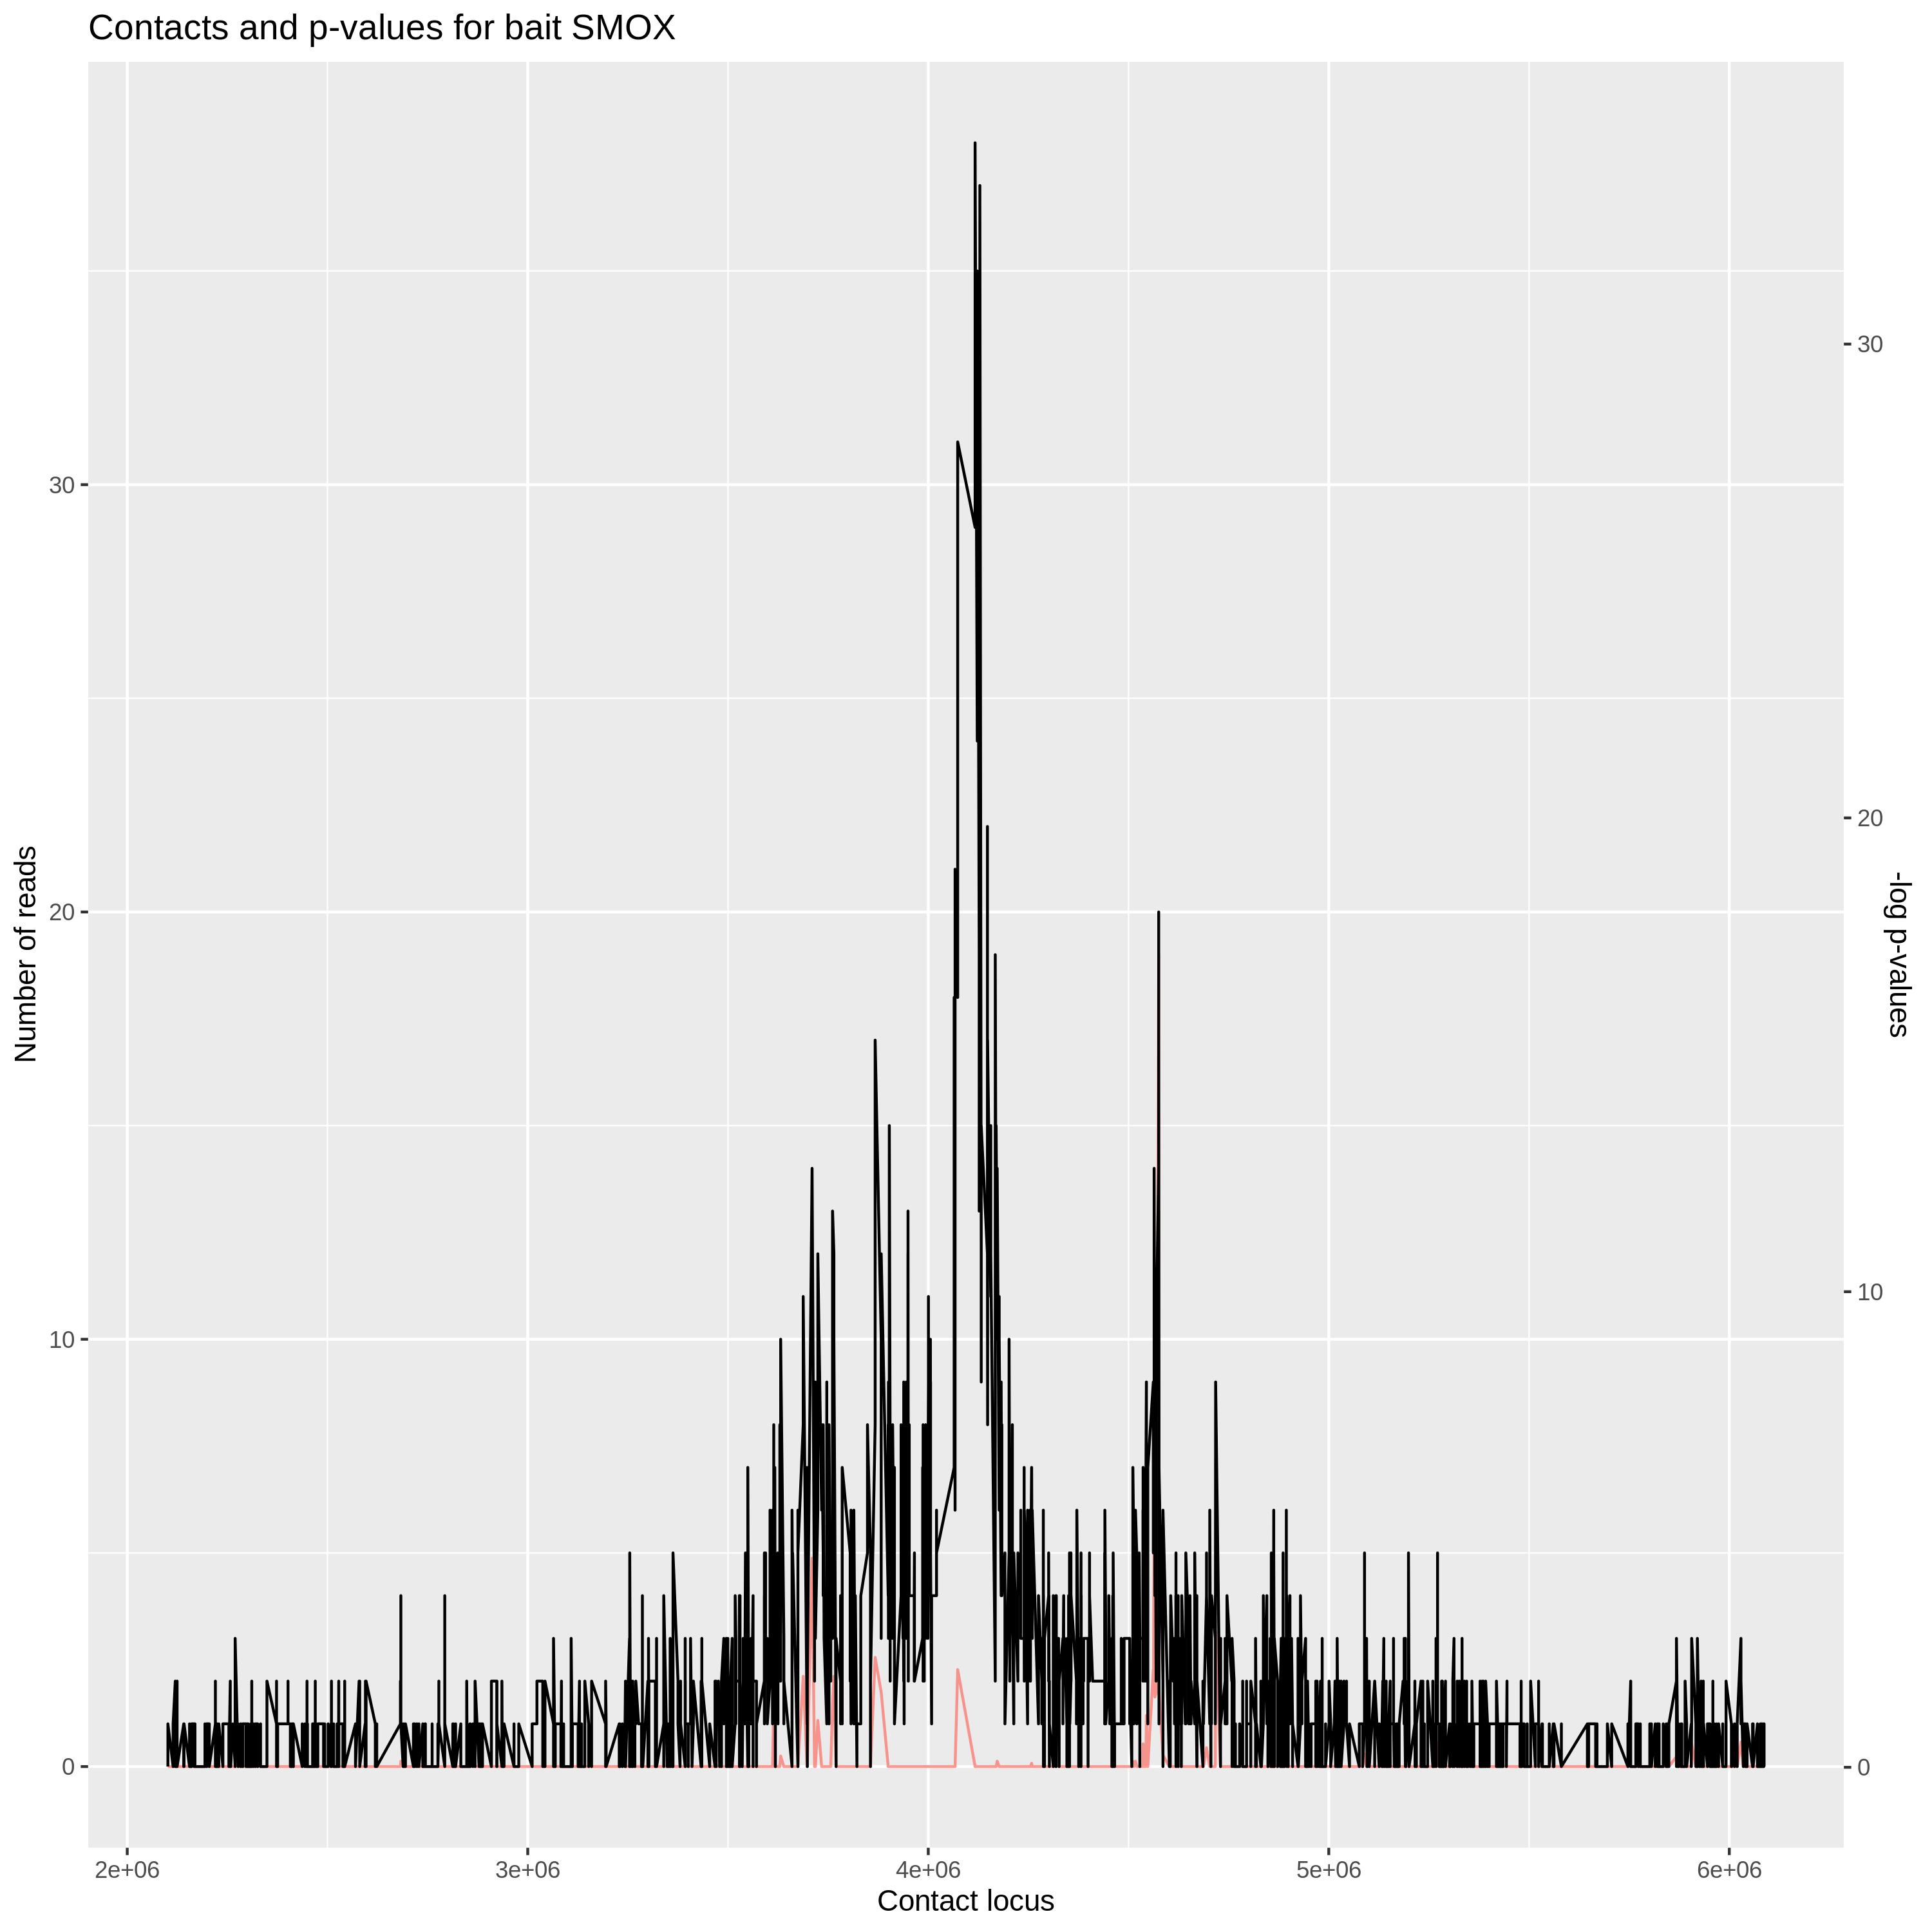 Contacts and p-values for bait SMOX
Number of reads
30
20
10
0
30
20
10
0
-log p-values
2e+06 3e+06 4e+06 5e+06 6e+06
Contact locus